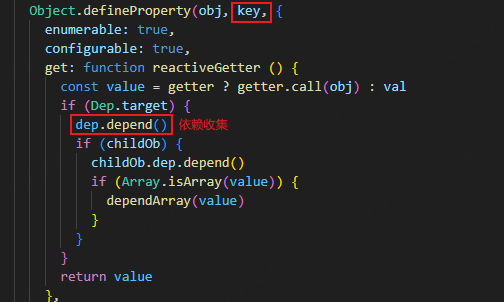 Object.defineProperty(obj, key, {
  enumerable: true,
  configurable: true,
  get: function reactiveGetter () {
    const value = getter ? getter.call(obj) : val
    if (Dep.target) {
      dep.depend() 依赖收集
      if (childOb) {
        childOb.dep.depend()
        if (Array.isArray(value)) {
          dependArray(value)
        }
      }
    }
    return value
  },